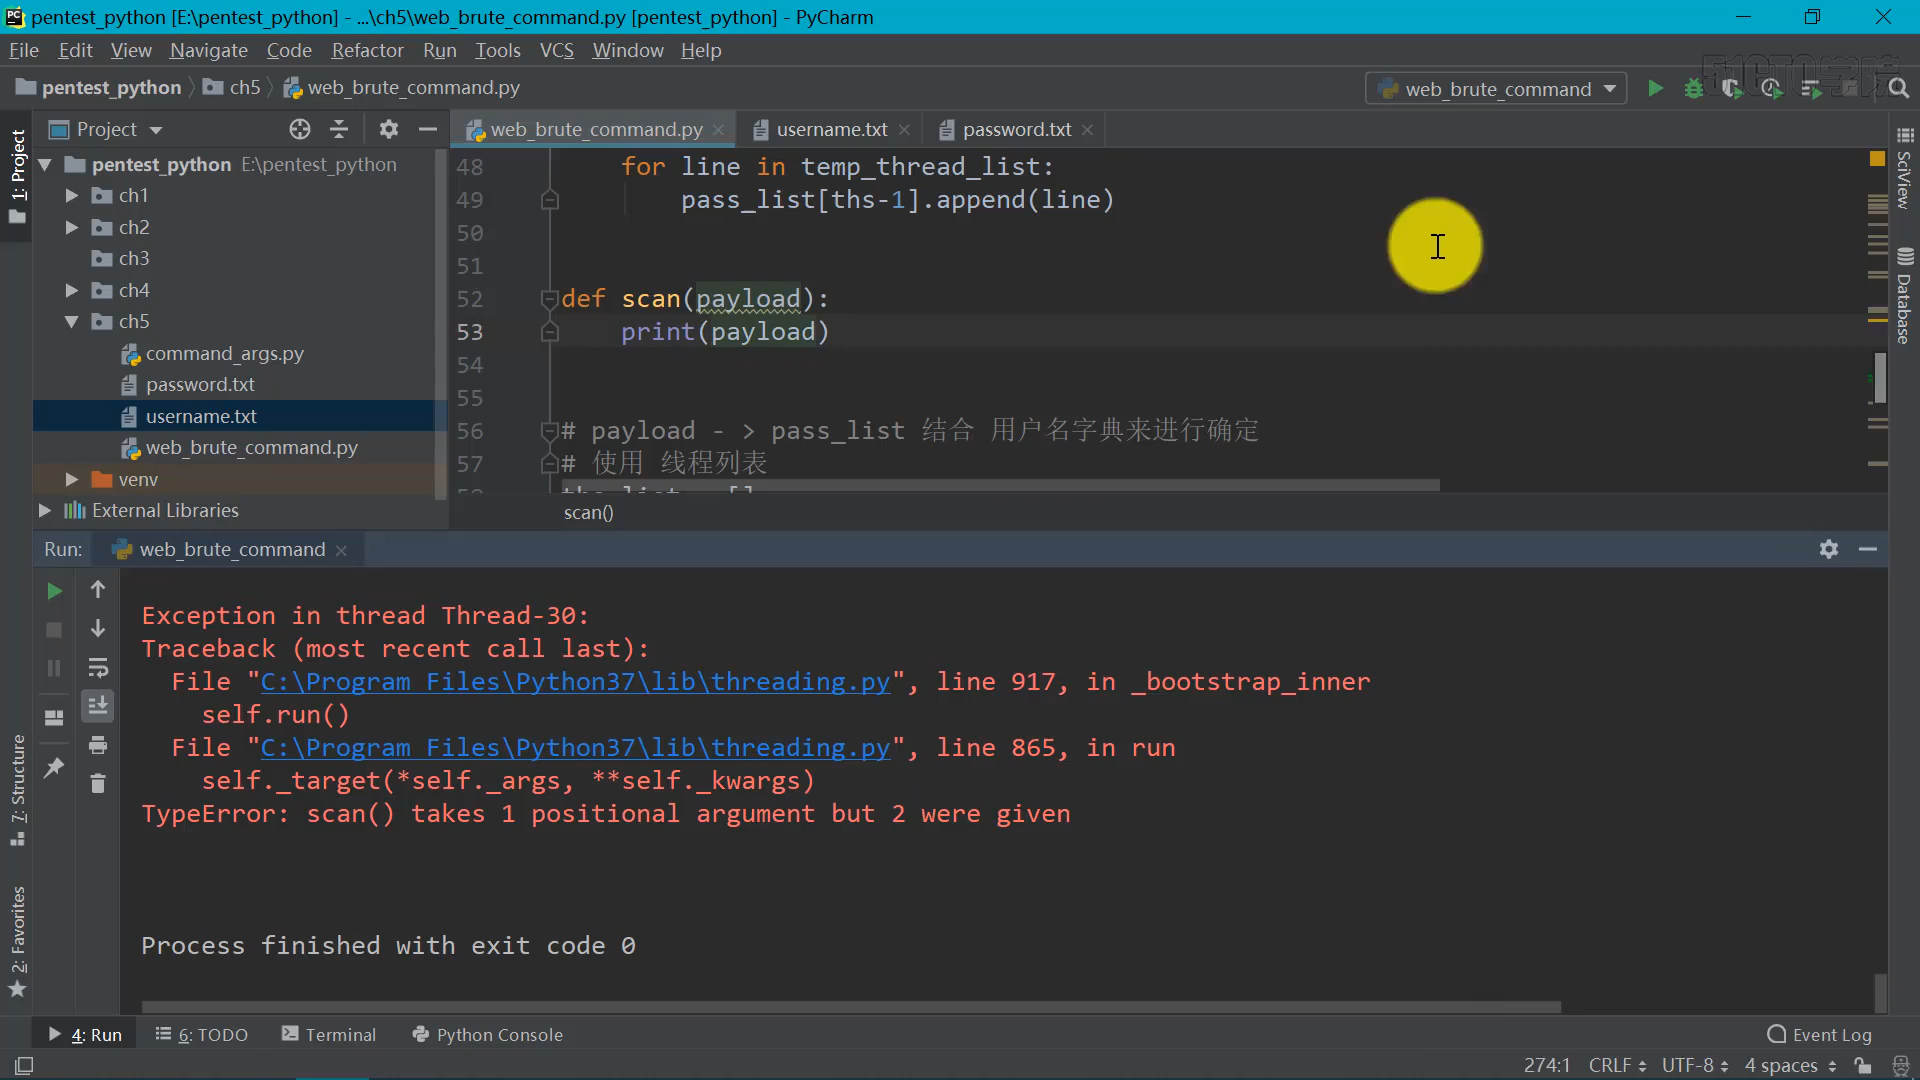 pentest_python [E:\pentest_python] - ...\ch5\web_brute_command.py [pentest_python] - PyCharm
File Edit View Navigate Code Refactor Run Tools VCS Window Help
51CTO学院
pentest_python ch5 web_brute_command.py web_brute_command
1: Project
Project
web_brute_command.py username.txt password.txt
pentest_python E:\pentest_python
ch1
ch2
ch3
ch4
ch5
command_args.py
password.txt
username.txt
web_brute_command.py
venv
External Libraries
48 for line in temp_thread_list:
49 pass_list[ths-1].append(line)
50
51
52 def scan(payload):
53 print(payload)
54
55
56 # payload - > pass_list 结合 用户名字典来进行确定
57 # 使用 线程列表
scan()
SciView
Database
Run: web_brute_command
Exception in thread Thread-30:
Traceback (most recent call last):
File "C:\Program Files\Python37\lib\threading.py", line 917, in _bootstrap_inner
self.run()
File "C:\Program Files\Python37\lib\threading.py", line 865, in run
self._target(*self._args, **self._kwargs)
TypeError: scan() takes 1 positional argument but 2 were given
Process finished with exit code 0
7: Structure
2: Favorites
4: Run 6: TODO Terminal Python Console Event Log
274:1 CRLF UTF-8 4 spaces